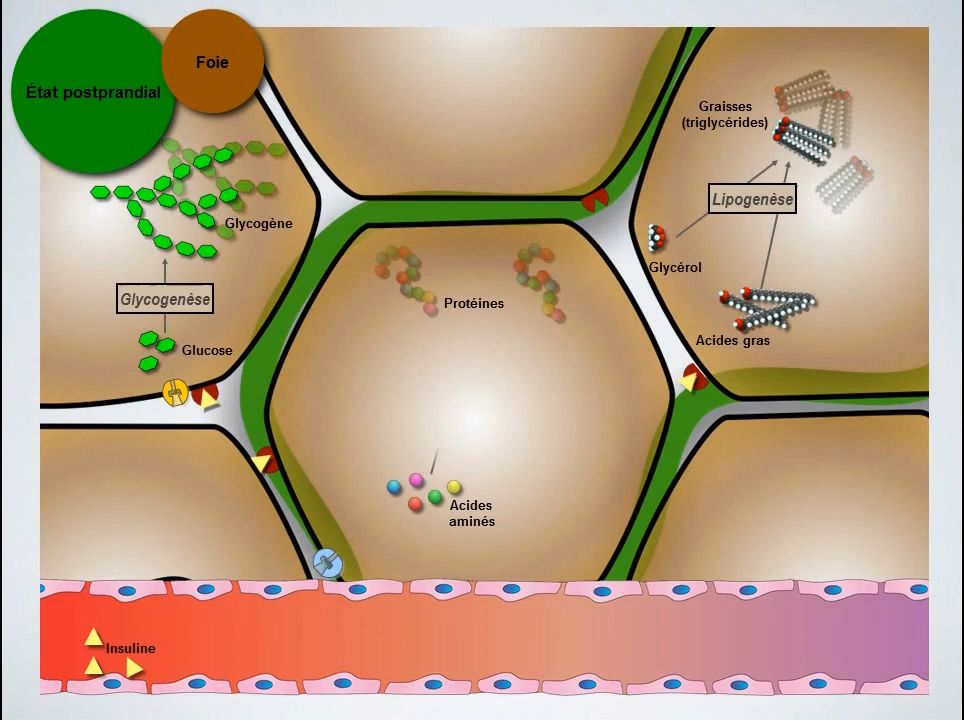 État postprandial
Foie
Graisses
(triglycérides)
Lipogenèse
Glycogène
Glycérol
Glycogenèse
Protéines
Glucose
Acides gras
Acides
aminés
Insuline